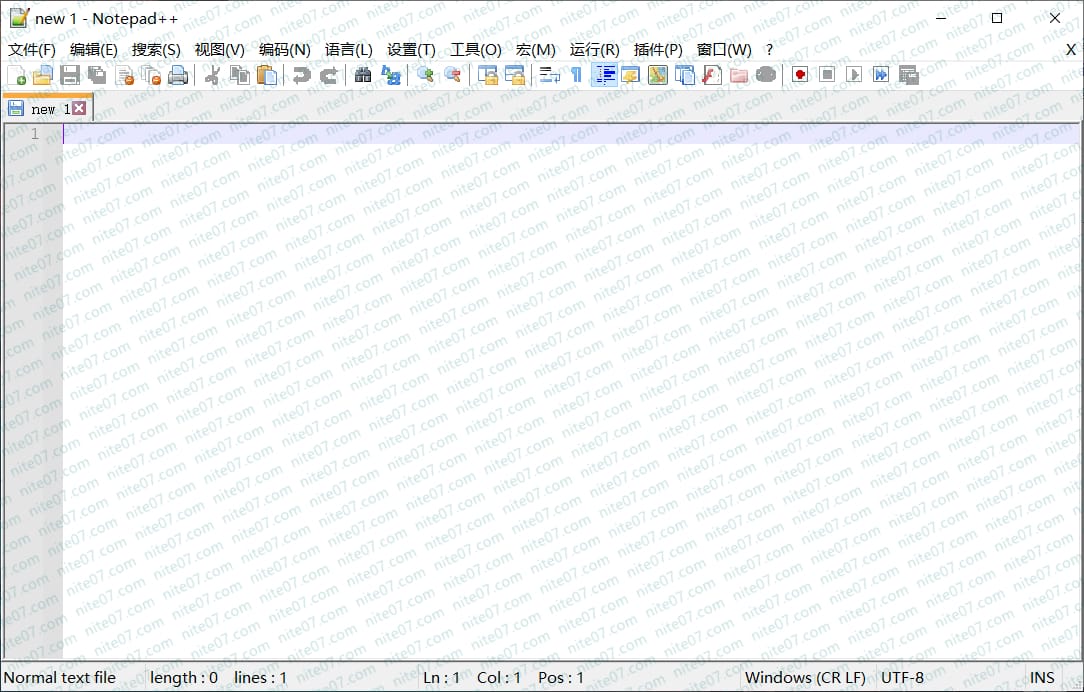 new 1 - Notepad++
文件(F) 编辑(E) 搜索(S) 视图(V) 编码(N) 语言(L) 设置(T) 工具(O) 宏(M) 运行(R) 插件(P) 窗口(W) ? X
new 1
1
nite07.com
Normal text file length : 0 lines : 1 Ln : 1 Col : 1 Pos : 1 Windows (CR LF) UTF-8 INS